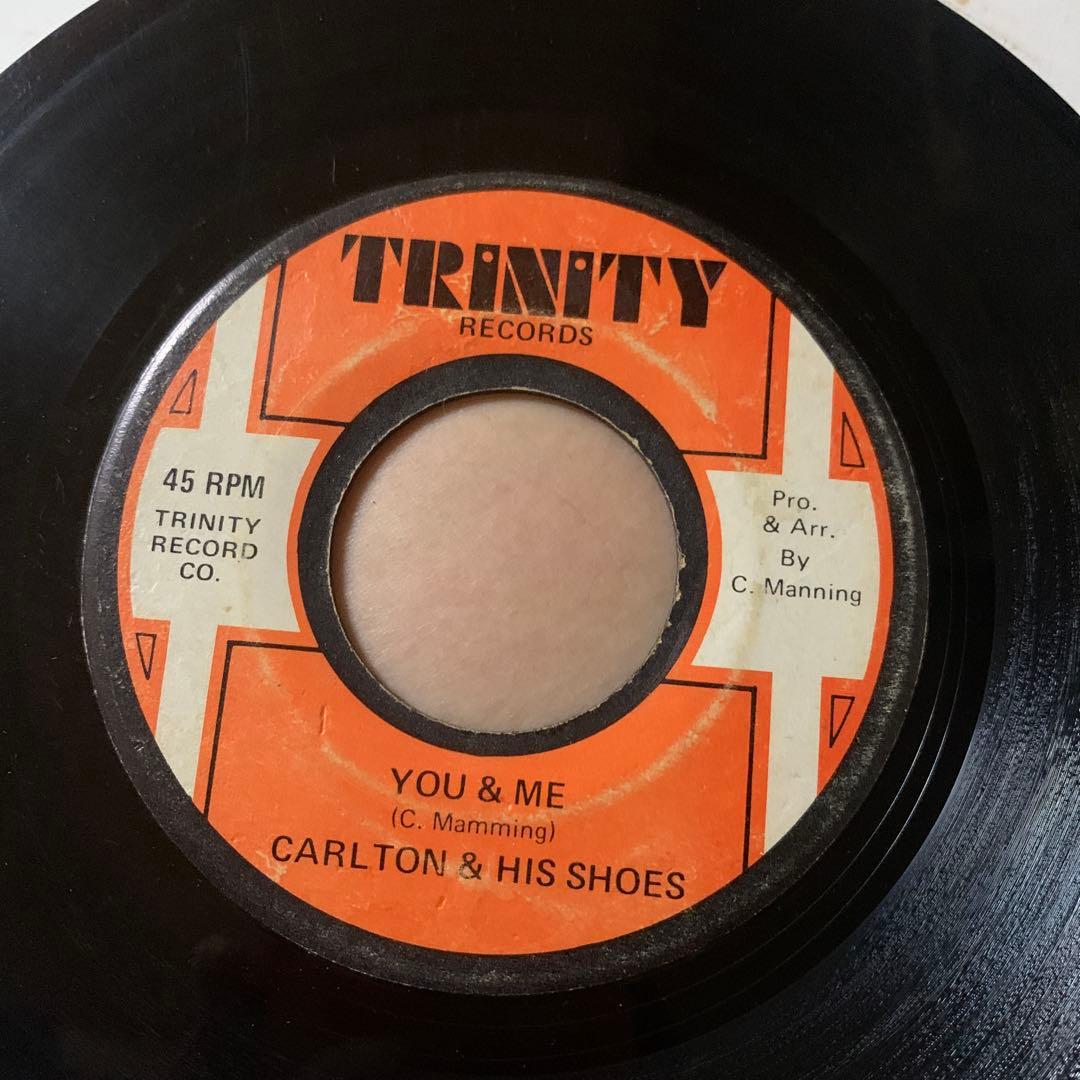 TRINITY
RECORDS
45 RPM
TRINITY
RECORD
CO.
Pro.
& Arr.
By
C. Manning
YOU & ME
(C. Mamming)
CARLTON & HIS SHOES